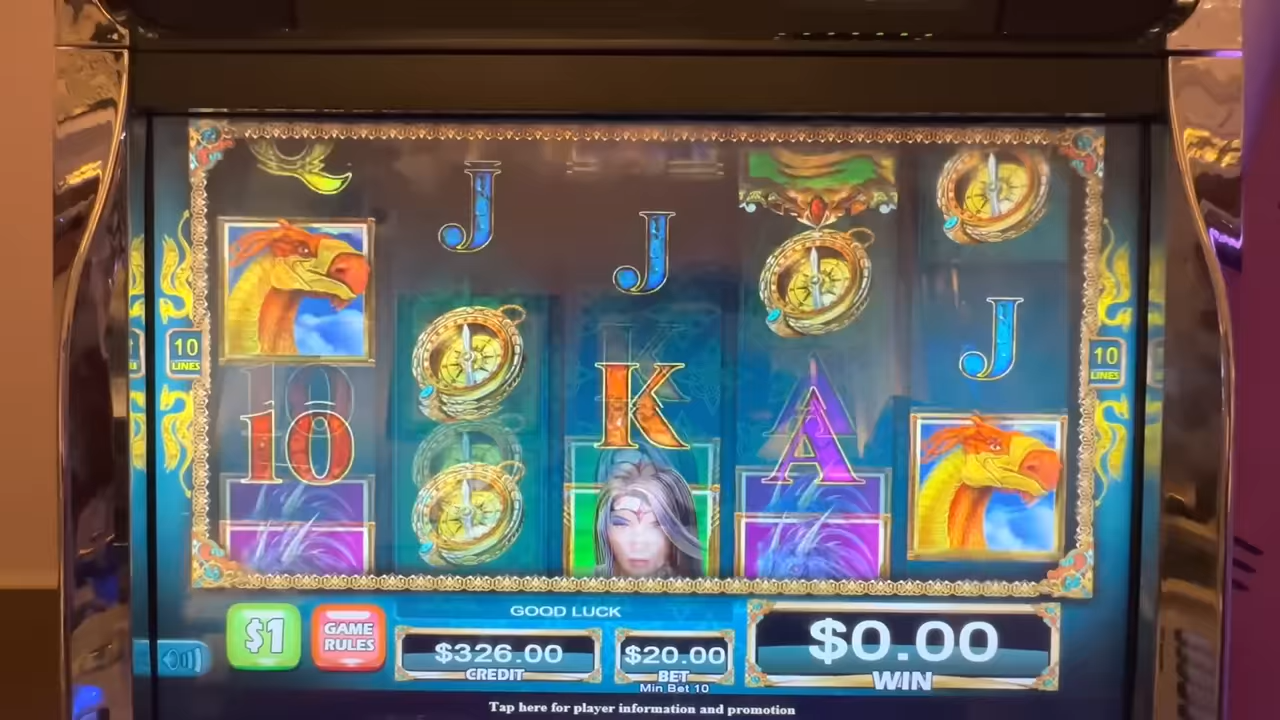 Q
J
J
10
LINES
10
LINES
J
K
10
A
GOOD LUCK
$1
GAME
RULES
$326.00
CREDIT
$20.00
BET
Min Bet 10
$0.00
WIN
Tap here for player information and promotion